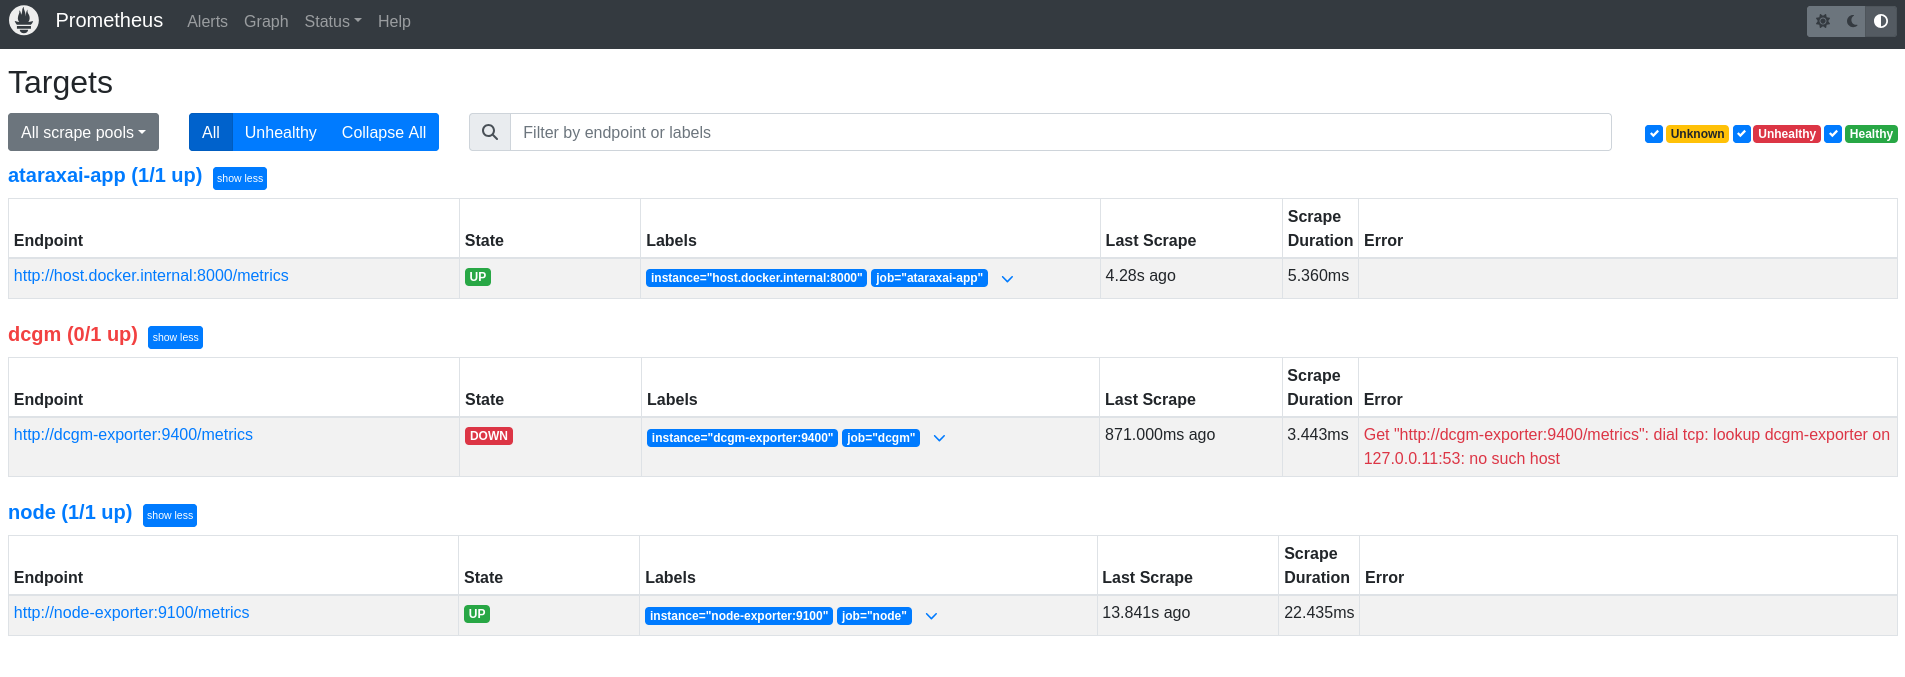 Prometheus Alerts Graph Status Help
Targets
All scrape pools All Unhealthy Collapse All Filter by endpoint or labels Unknown Unhealthy Healthy
ataraxai-app (1/1 up) show less
Endpoint State Labels Last Scrape Scrape Duration Error
http://host.docker.internal:8000/metrics UP instance="host.docker.internal:8000" job="ataraxai-app" 4.28s ago 5.360ms
dcgm (0/1 up) show less
Endpoint State Labels Last Scrape Scrape Duration Error
http://dcgm-exporter:9400/metrics DOWN instance="dcgm-exporter:9400" job="dcgm" 871.000ms ago 3.443ms Get "http://dcgm-exporter:9400/metrics": dial tcp: lookup dcgm-exporter on
127.0.0.11:53: no such host
node (1/1 up) show less
Endpoint State Labels Last Scrape Scrape Duration Error
http://node-exporter:9100/metrics UP instance="node-exporter:9100" job="node" 13.841s ago 22.435ms